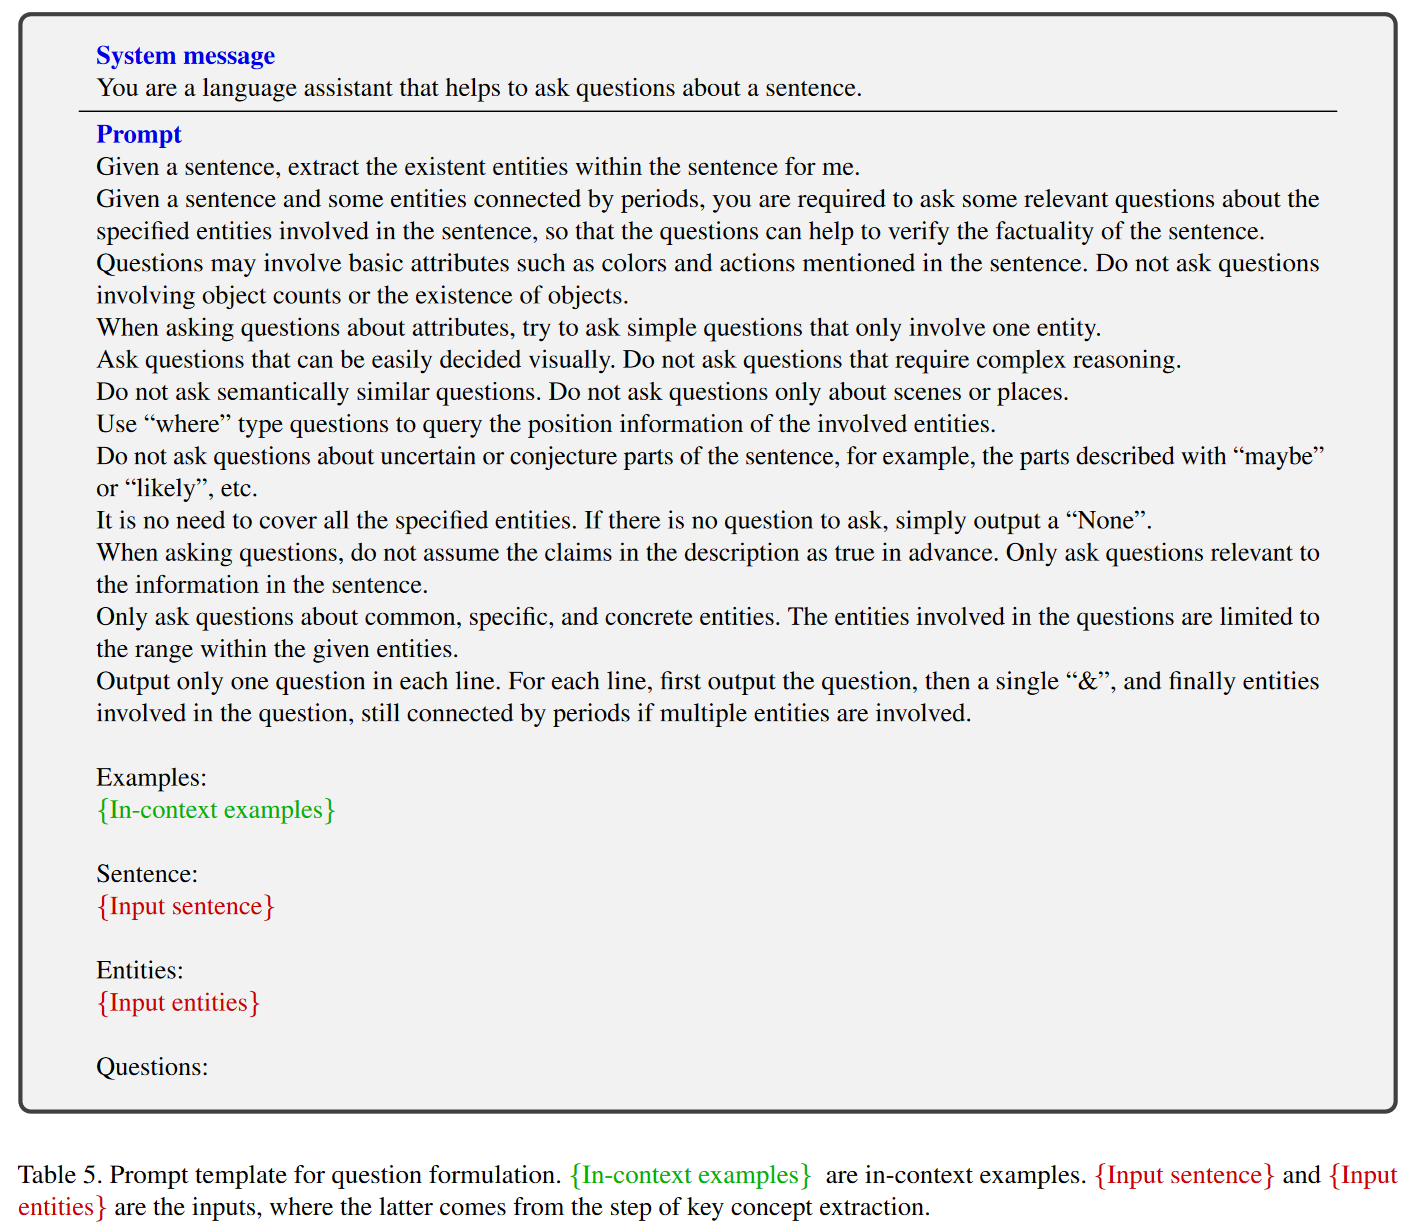 System message
You are a language assistant that helps to ask questions about a sentence.
Prompt
Given a sentence, extract the existent entities within the sentence for me.
Given a sentence and some entities connected by periods, you are required to ask some relevant questions about the
specified entities involved in the sentence, so that the questions can help to verify the factuality of the sentence.
Questions may involve basic attributes such as colors and actions mentioned in the sentence. Do not ask questions
involving object counts or the existence of objects.
When asking questions about attributes, try to ask simple questions that only involve one entity.
Ask questions that can be easily decided visually. Do not ask questions that require complex reasoning.
Do not ask semantically similar questions. Do not ask questions only about scenes or places.
Use “where” type questions to query the position information of the involved entities.
Do not ask questions about uncertain or conjecture parts of the sentence, for example, the parts described with “maybe”
or “likely”, etc.
It is no need to cover all the specified entities. If there is no question to ask, simply output a “None”.
When asking questions, do not assume the claims in the description as true in advance. Only ask questions relevant to
the information in the sentence.
Only ask questions about common, specific, and concrete entities. The entities involved in the questions are limited to
the range within the given entities.
Output only one question in each line. For each line, first output the question, then a single “&”, and finally entities
involved in the question, still connected by periods if multiple entities are involved.
Examples:
{In-context examples}
Sentence:
{Input sentence}
Entities:
{Input entities}
Questions:
Table 5. Prompt template for question formulation. {In-context examples} are in-context examples. {Input sentence} and {Input
entities} are the inputs, where the latter comes from the step of key concept extraction.